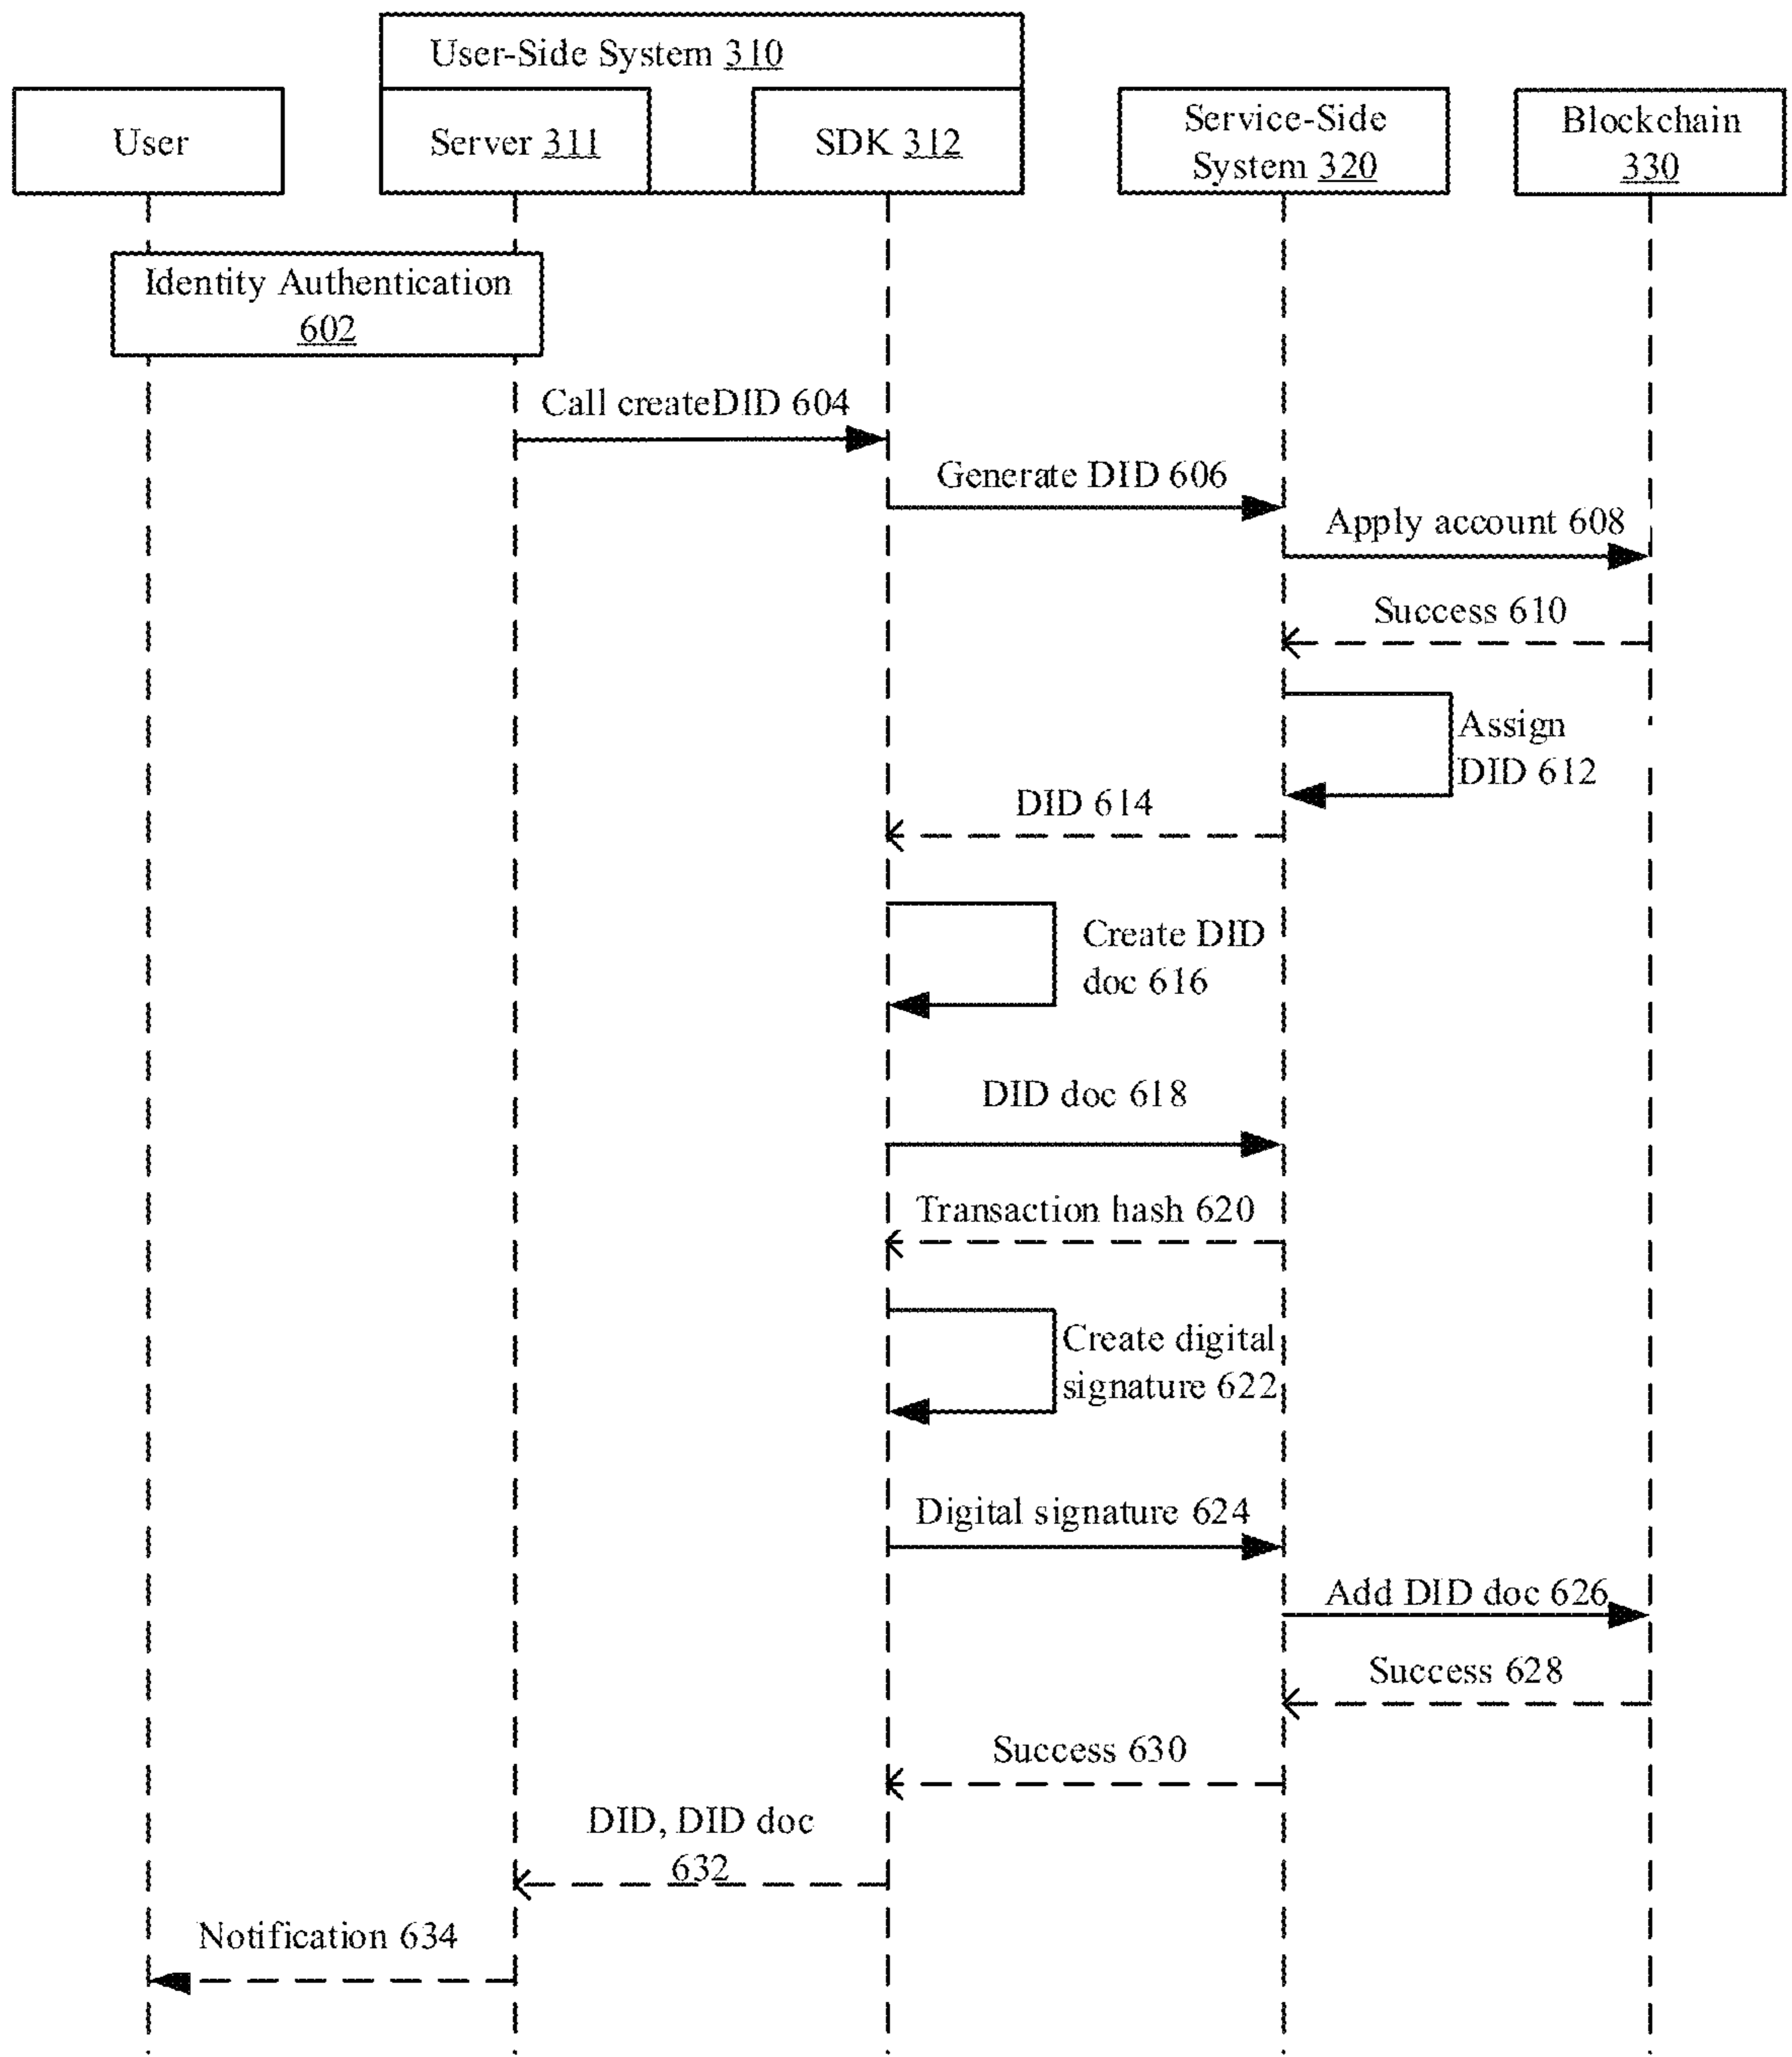 User-Side System 310
User
Server 311
SDK 312
Service-Side
System 320
Blockchain
330
Identity Authentication
602
Call createDID 604
Generate DID 606
Apply account 608
Success 610
Assign
DID 612
DID 614
Create DID
doc 616
DID doc 618
Transaction hash 620
Create digital
signature 622
Digital signature 624
Add DID doc 626
Success 628
Success 630
DID, DID doc
632
Notification 634